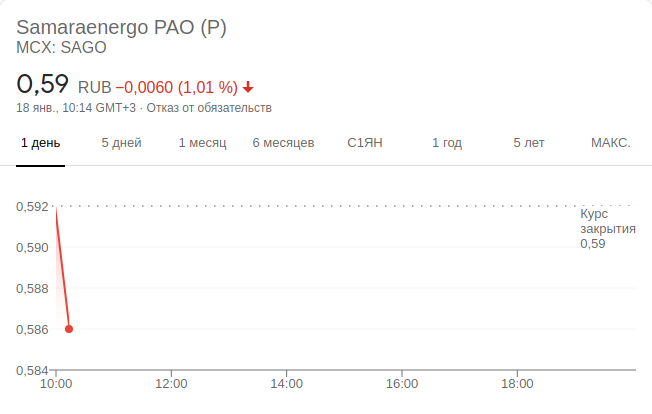 Samaraenergo PAO (P)
MCX: SAGO
0,59 RUB −0,0060 (1,01 %)
18 янв., 10:14 GMT+3 · Отказ от обязательств
1 день 5 дней 1 месяц 6 месяцев С1ЯН 1 год 5 лет МАКС.
0,592
Курс
закрытия
0,59
0,590
0,588
0,586
0,584
10:00 12:00 14:00 16:00 18:00